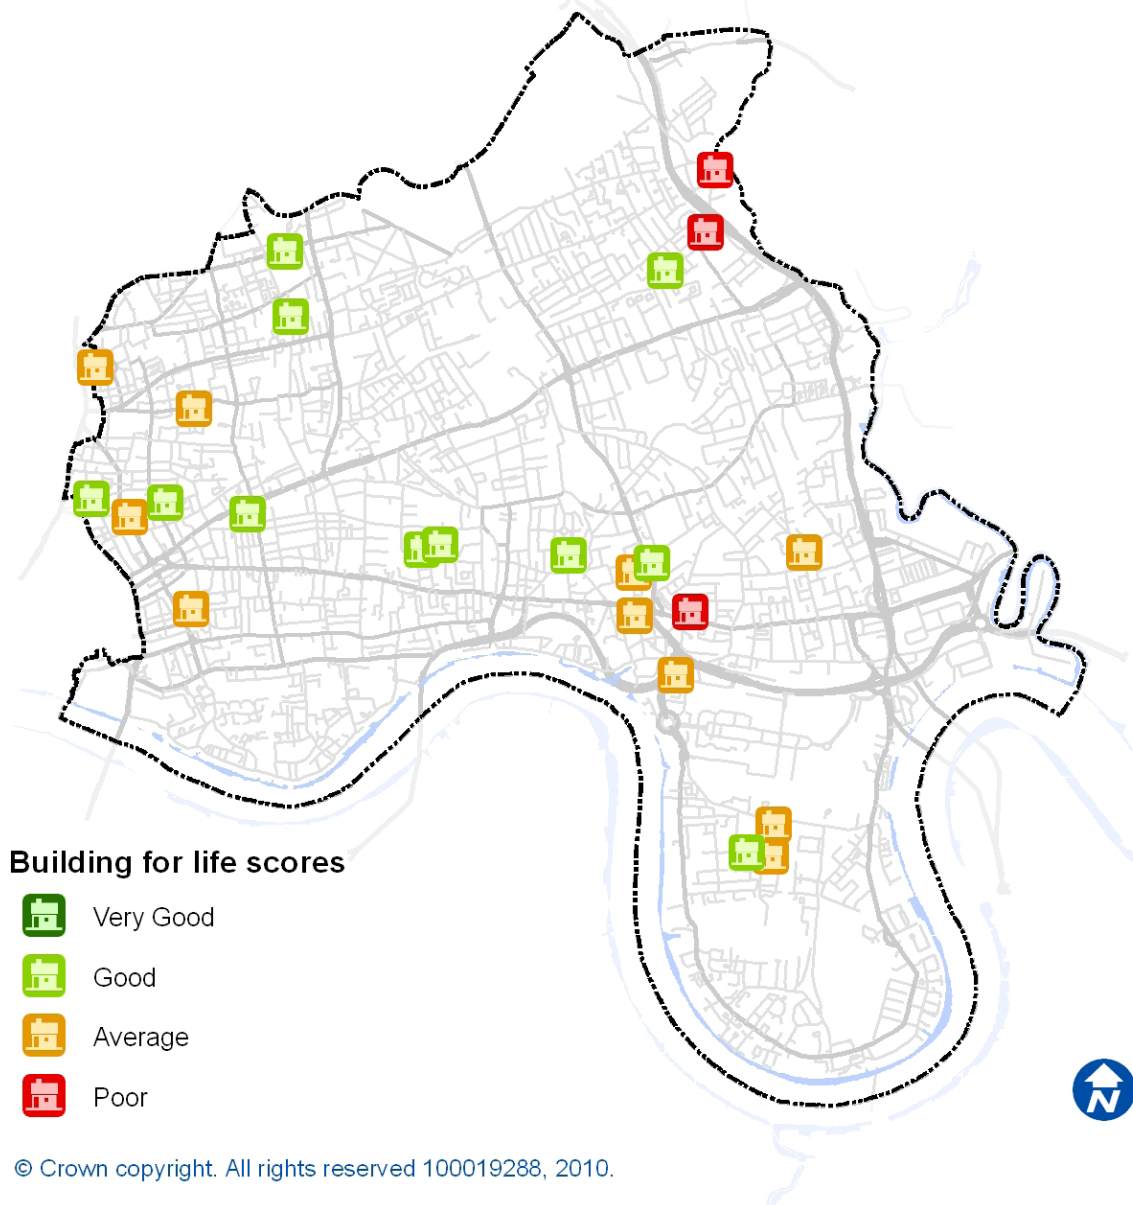 Building for life scores
Very Good
Good
Average
Poor
N
© Crown copyright. All rights reserved 100019288, 2010.